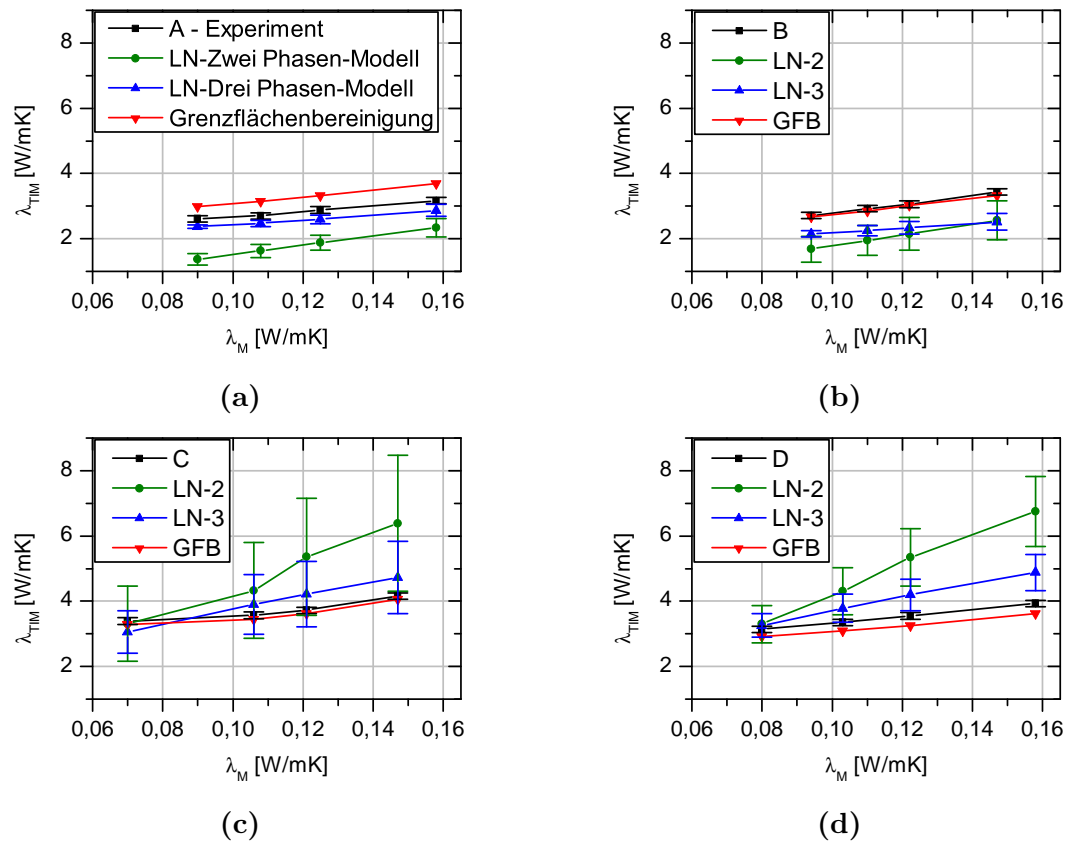 A - Experiment
LN-Zwei Phasen-Modell
LN-Drei Phasen-Modell
Grenzflächenbereinigung
8
6
4
2
λTIM [W/mK]
0,06 0,08 0,10 0,12 0,14 0,16
λM [W/mK]
(a)
B
LN-2
LN-3
GFB
8
6
4
2
λTIM [W/mK]
0,06 0,08 0,10 0,12 0,14 0,16
λM [W/mK]
(b)
C
LN-2
LN-3
GFB
8
6
4
2
λTIM [W/mK]
0,06 0,08 0,10 0,12 0,14 0,16
λM [W/mK]
(c)
D
LN-2
LN-3
GFB
8
6
4
2
λTIM [W/mK]
0,06 0,08 0,10 0,12 0,14 0,16
λM [W/mK]
(d)